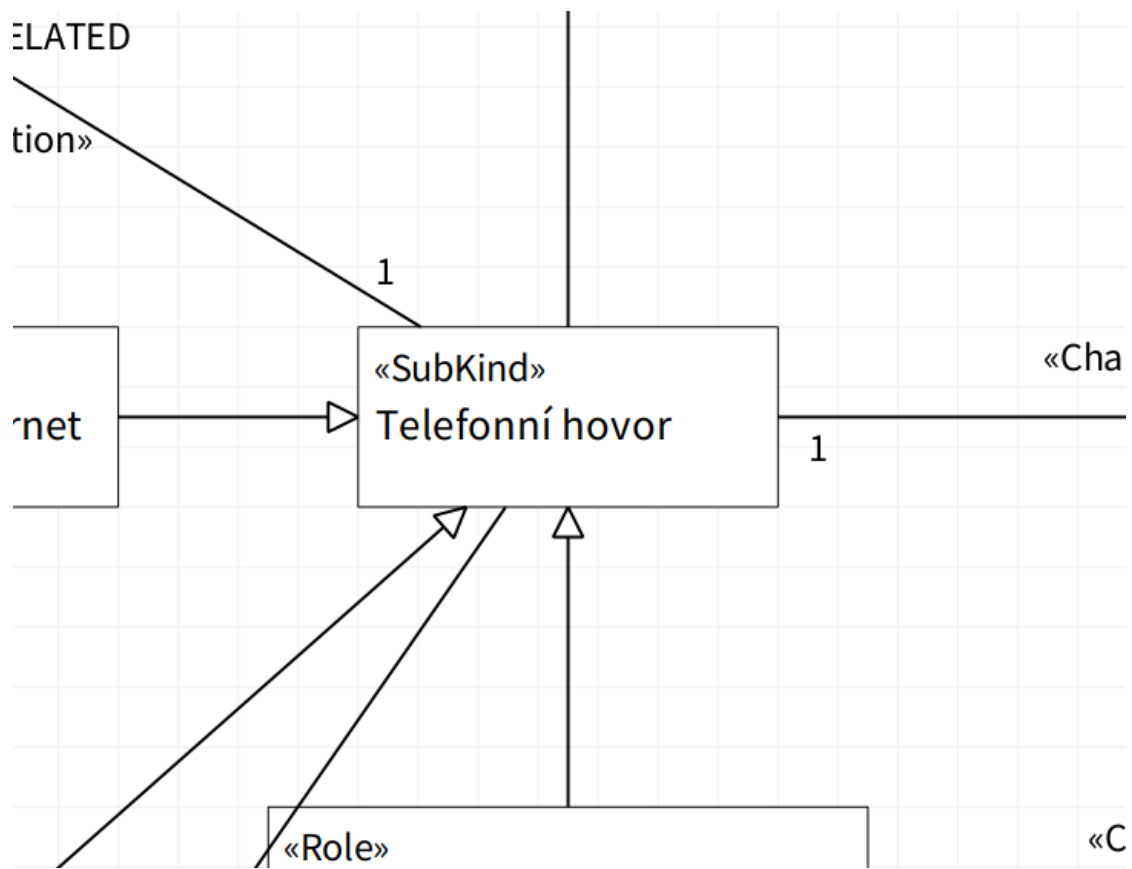 ELATED
tion»
1
«SubKind»
Telefonní hovor
rnet
«Cha
1
«Role»
«C